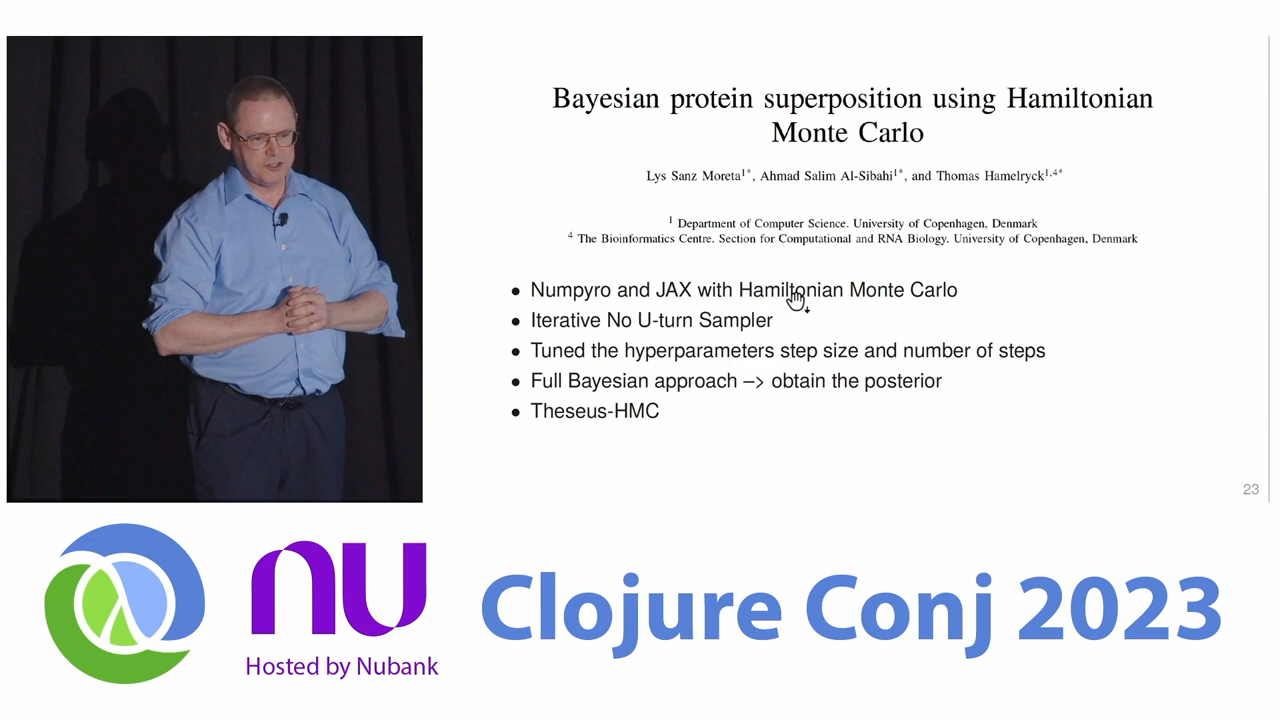 Bayesian protein superposition using Hamiltonian
Monte Carlo
Lys Sanz Moreta1*, Ahmad Salim Al-Sibahi1*, and Thomas Hamelryck1,4*
1 Department of Computer Science. University of Copenhagen, Denmark
4 The Bioinformatics Centre. Section for Computational and RNA Biology. University of Copenhagen, Denmark
• Numpyro and JAX with Hamiltonian Monte Carlo
• Iterative No U-turn Sampler
• Tuned the hyperparameters step size and number of steps
• Full Bayesian approach –> obtain the posterior
• Theseus-HMC
23
nu
Hosted by Nubank
Clojure Conj 2023